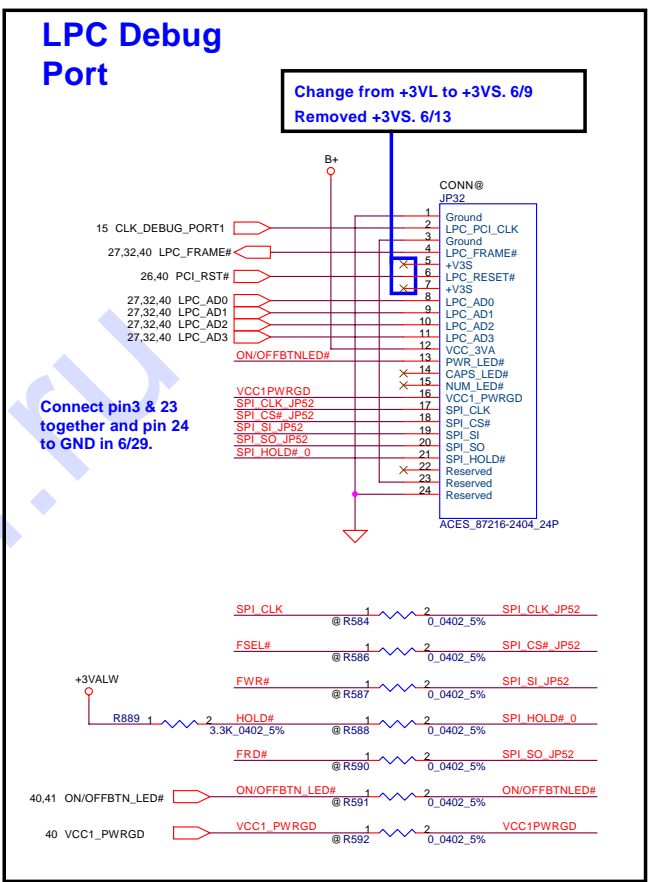 LPC Debug
Port
Change from +3VL to +3VS. 6/9
Removed +3VS. 6/13
B+
CONN@
JP32
1 Ground
15 CLK_DEBUG_PORT1 2 LPC_PCI_CLK
3 Ground
27,32,40 LPC_FRAME# 4 LPC_FRAME#
5 +V3S
26,40 PCI_RST# 6 LPC_RESET#
7 +V3S
27,32,40 LPC_AD0 8 LPC_AD0
27,32,40 LPC_AD1 9 LPC_AD1
27,32,40 LPC_AD2 10 LPC_AD2
27,32,40 LPC_AD3 11 LPC_AD3
12 VCC_3VA
ON/OFFBTNLED# 13 PWR_LED#
14 CAPS_LED#
15 NUM_LED#
VCC1PWRGD 16 VCC1_PWRGD
SPI_CLK_JP52 17 SPI_CLK
SPI_CS#_JP52 18 SPI_CS#
SPI_SI_JP52 19 SPI_SI
SPI_SO_JP52 20 SPI_SO
SPI_HOLD#_0 21 SPI_HOLD#
22 Reserved
23 Reserved
24 Reserved
ACES_87216-2404_24P
Connect pin3 & 23
together and pin 24
to GND in 6/29.
SPI_CLK 1 2 SPI_CLK_JP52
@ R584 0_0402_5%
FSEL# 1 2 SPI_CS#_JP52
@ R586 0_0402_5%
+3VALW
FWR# 1 2 SPI_SI_JP52
@ R587 0_0402_5%
R889 1 2 HOLD# 1 2 SPI_HOLD#_0
3.3K_0402_5% @ R588 0_0402_5%
FRD# 1 2 SPI_SO_JP52
@ R590 0_0402_5%
40,41 ON/OFFBTN_LED# ON/OFFBTN_LED# 1 2 ON/OFFBTNLED#
@ R591 0_0402_5%
40 VCC1_PWRGD VCC1_PWRGD 1 2 VCC1PWRGD
@ R592 0_0402_5%